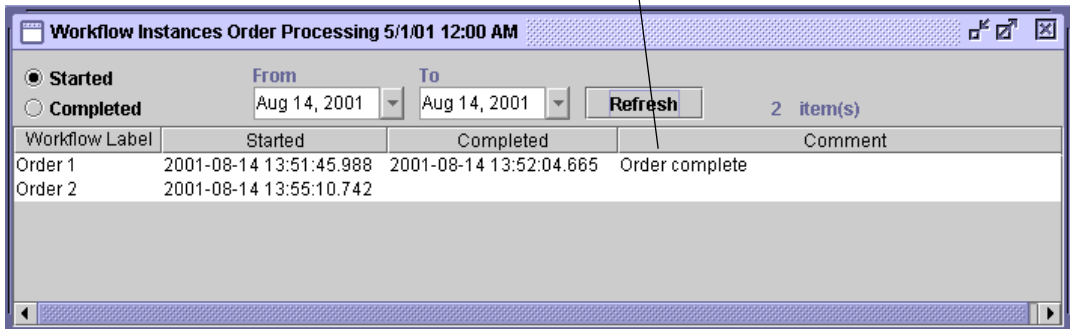 Workflow Instances Order Processing 5/1/01 12:00 AM
Started From To
Completed Aug 14, 2001 Aug 14, 2001 Refresh 2 item(s)
Workflow Label Started Completed Comment
Order 1 2001-08-14 13:51:45.988 2001-08-14 13:52:04.665 Order complete
Order 2 2001-08-14 13:55:10.742